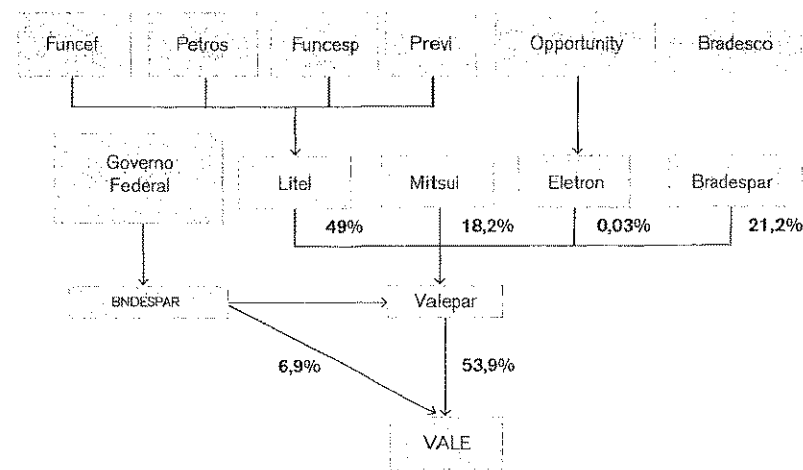 Funcef
Petros
Funcesp
Previ
Opportunity
Bradesco
Governo
Federal
Litel
Mitsui
Eletron
Bradespar
49%
18,2%
0,03%
21,2%
BNDESPAR
Valepar
6,9%
53,9%
VALE